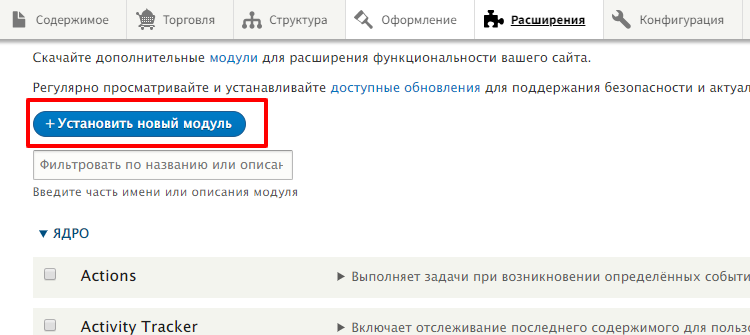 Содержимое Торговля Структура Оформление Расширения Конфигурация
Скачайте дополнительные модули для расширения функциональности вашего сайта.
Регулярно просматривайте и устанавливайте доступные обновления для поддержания безопасности и актуал
+ Установить новый модуль
Фильтровать по названию или описан
Введите часть имени или описания модуля
ЯДРО
Actions Выполняет задачи при возникновении определённых событи
Activity Tracker Включает отслеживание последнего содержимого для пользо